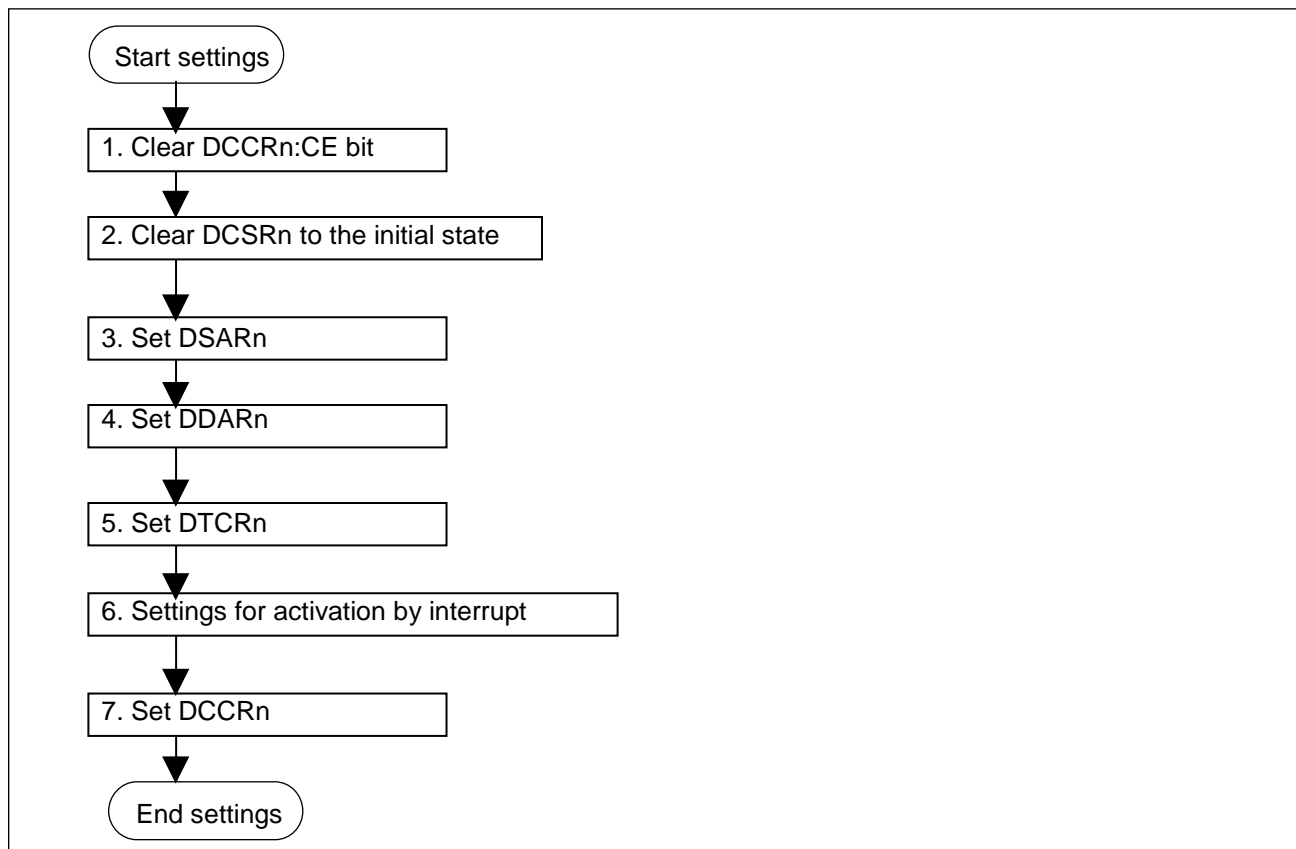 Start settings
1. Clear DCCRn:CE bit
2. Clear DCSRn to the initial state
3. Set DSARn
4. Set DDARn
5. Set DTCRn
6. Settings for activation by interrupt
7. Set DCCRn
End settings